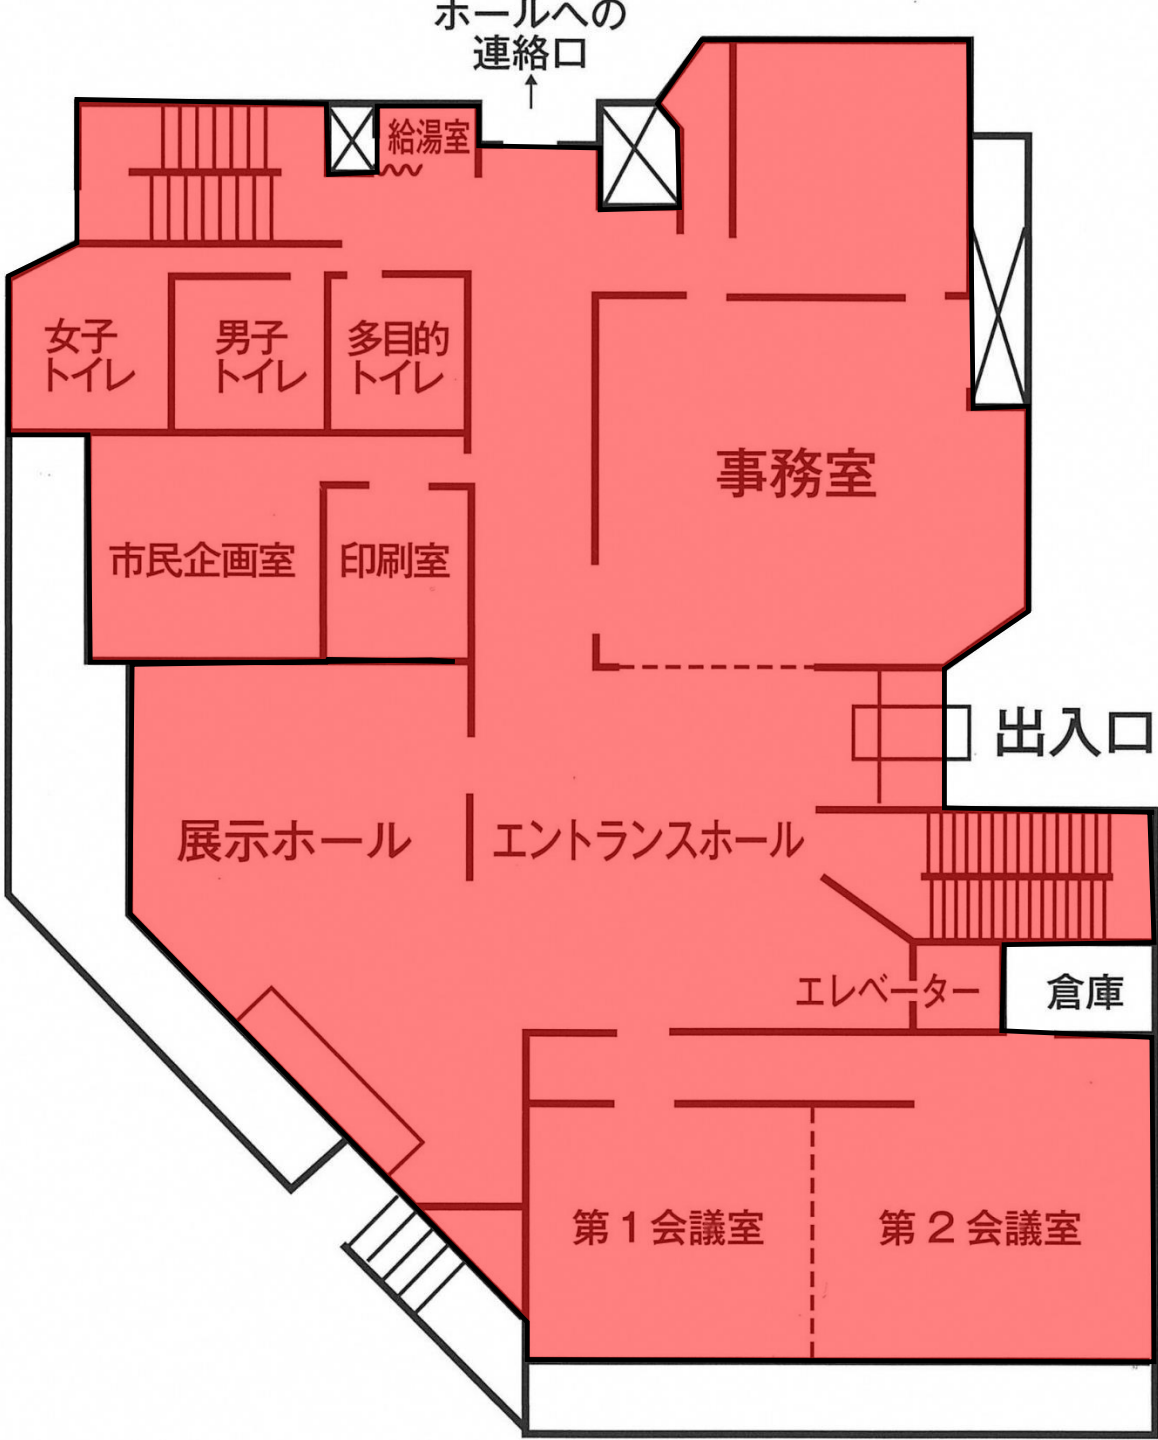 ホールへの
連絡口
給湯室
女子
トイレ
男子
トイレ
多目的
トイレ
事務室
市民企画室
印刷室
出入口
展示ホール
エントランスホール
エレベーター
倉庫
第1会議室
第2会議室